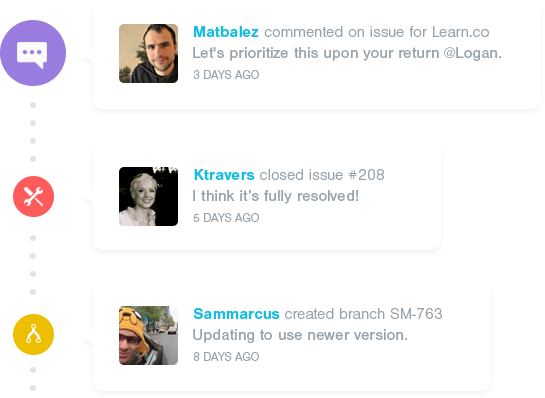 Matbalez commented on issue for Learn.co
Let's prioritize this upon your return @Logan.
3 DAYS AGO
Ktravers closed issue #208
I think it's fully resolved!
5 DAYS AGO
Sammarcus created branch SM-763
Updating to use newer version.
8 DAYS AGO